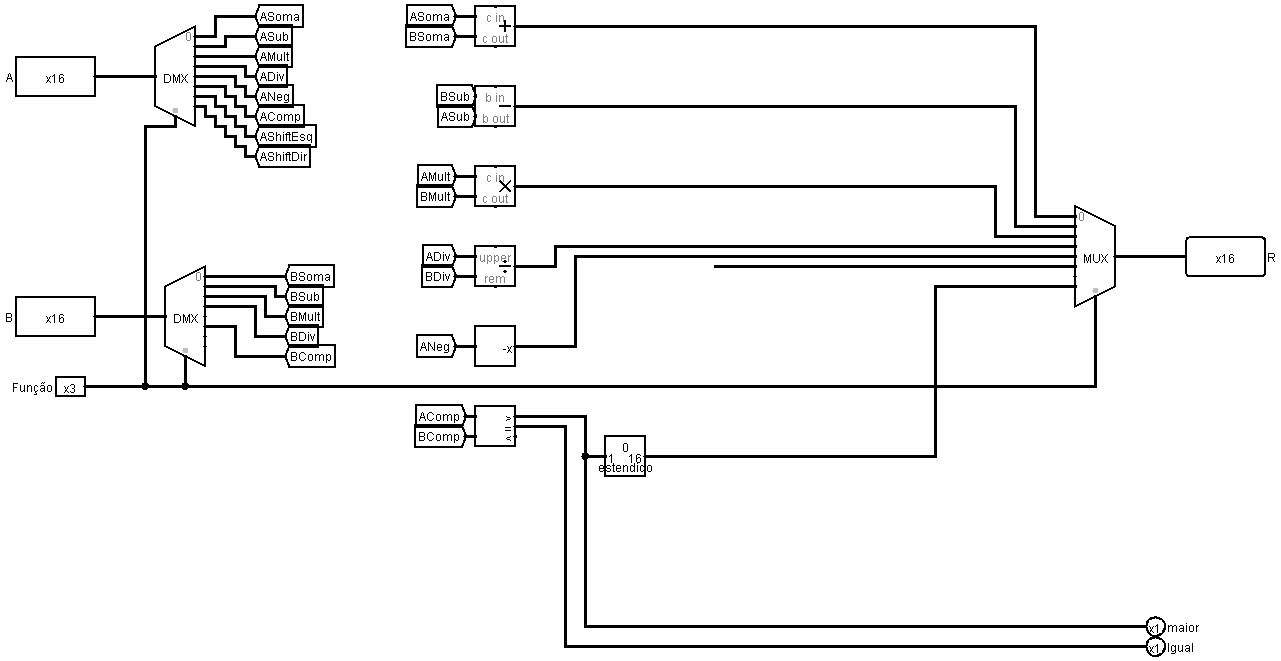 A
x16
0
DMX
ASoma
ASub
AMult
ADiv
ANeg
AComp
AShiftEsq
AShiftDir
B
x16
0
DMX
BSoma
BSub
BMult
BDiv
BComp
Função
x3
ASoma
BSoma
c in
+
c out
BSub
ASub
b in
−
b out
AMult
BMult
c in
×
c out
ADiv
BDiv
upper
÷
rem
ANeg
-x
AComp
BComp
>
=
<
0
1 16
estendido
0
MUX
x16
R
x1 maior
x1 Igual